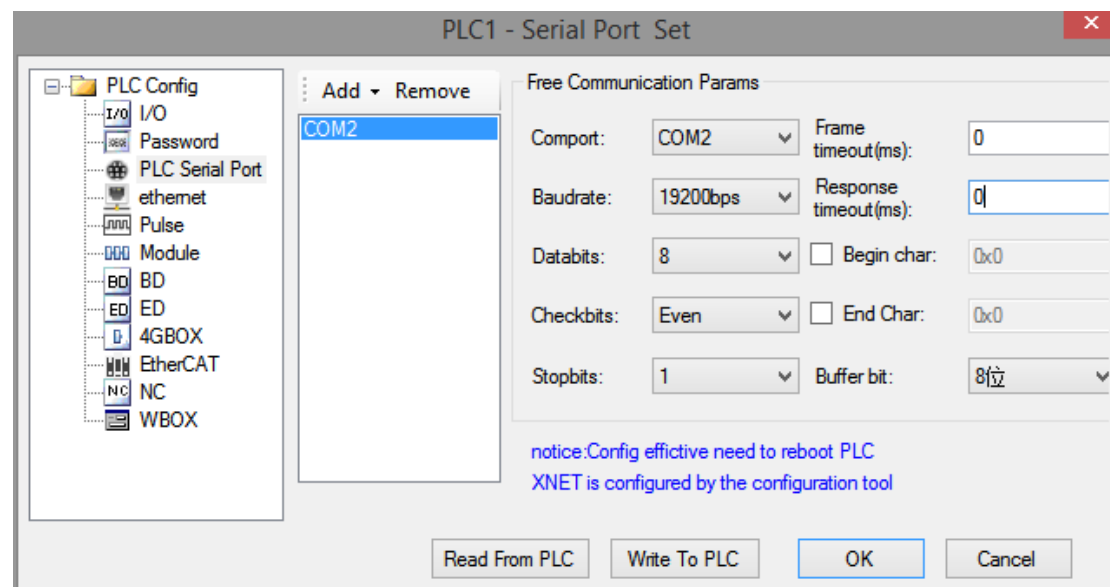 PLC1 - Serial Port Set
PLC Config
I/O
I/O
Password
PLC Serial Port
ethernet
Pulse
Module
BD
BD
ED
ED
4GBOX
EtherCAT
NC
NC
WBOX
Add Remove
COM2
Free Communication Params
Comport: COM2
Frame
timeout(ms): 0
Baudrate: 19200bps
Response
timeout(ms): 0
Databits: 8
Begin char: 0x0
Checkbits: Even
End Char: 0x0
Stopbits: 1
Buffer bit: 8位
notice:Config effictive need to reboot PLC
XNET is configured by the configuration tool
Read From PLC Write To PLC OK Cancel